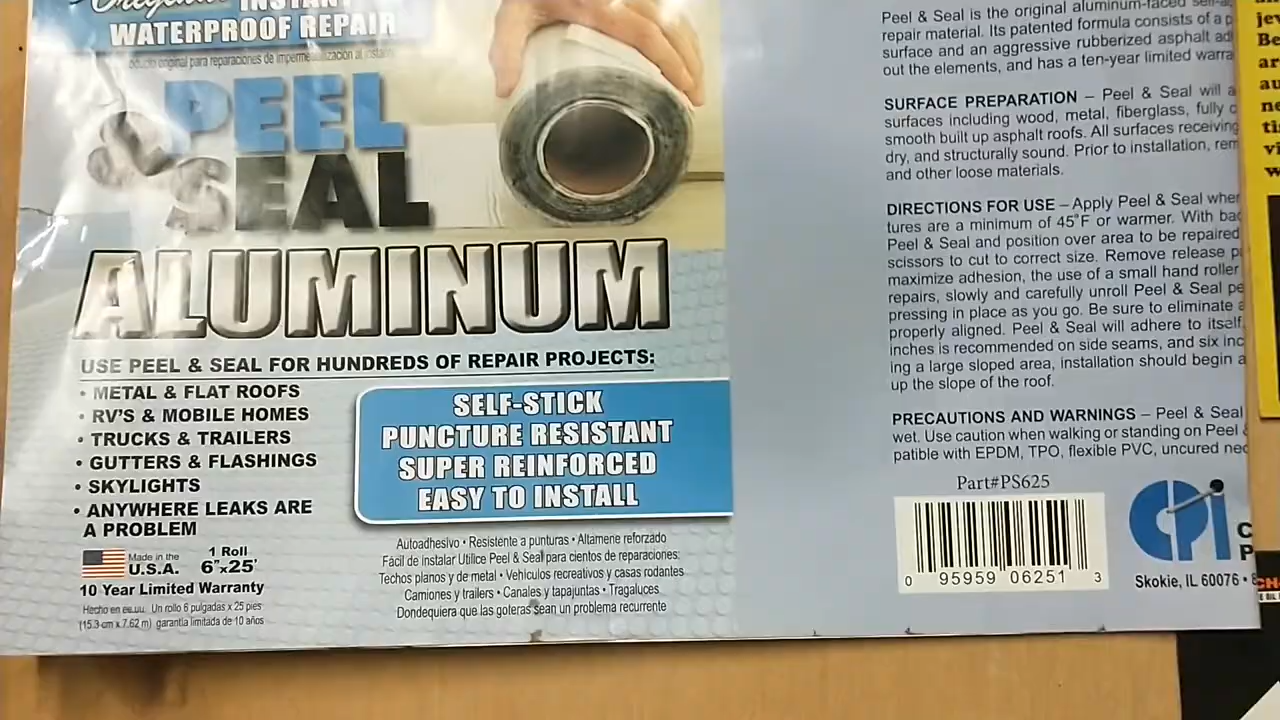 Original INSTANT
WATERPROOF REPAIR
oducto original para reparaciones de impermeabilización al instante
PEEL
& SEAL
ALUMINUM
USE PEEL & SEAL FOR HUNDREDS OF REPAIR PROJECTS:
• METAL & FLAT ROOFS
• RV'S & MOBILE HOMES
• TRUCKS & TRAILERS
• GUTTERS & FLASHINGS
• SKYLIGHTS
• ANYWHERE LEAKS ARE
A PROBLEM
SELF-STICK
PUNCTURE RESISTANT
SUPER REINFORCED
EASY TO INSTALL
Made in the
U.S.A.
1 Roll
6"x25'
10 Year Limited Warranty
Hecho en ee.uu. Un rollo 6 pulgadas x 25 pies
(15.3 cm x 7.62 m) garantía limitada de 10 años
Autoadhesivo • Resistente a punturas • Altamene reforzado
Fácil de instalar Utilice Peel & Seal para cientos de reparaciones:
Techos planos y de metal • Vehículos recreativos y casas rodantes
Camiones y trailers • Canales y tapajuntas • Tragaluces
Dondequiera que las goteras sean un problema recurrente
Peel & Seal is the original aluminum-faced self-a
repair material. Its patented formula consists of a p
surface and an aggressive rubberized asphalt ad
out the elements, and has a ten-year limited warra
SURFACE PREPARATION – Peel & Seal will a
surfaces including wood, metal, fiberglass, fully c
smooth built up asphalt roofs. All surfaces receiving
dry, and structurally sound. Prior to installation, rem
and other loose materials.
DIRECTIONS FOR USE – Apply Peel & Seal wher
tures are a minimum of 45˚F or warmer. With bac
Peel & Seal and position over area to be repaired
scissors to cut to correct size. Remove release p
maximize adhesion, the use of a small hand roller
repairs, slowly and carefully unroll Peel & Seal pe
pressing in place as you go. Be sure to eliminate a
properly aligned. Peel & Seal will adhere to itself
inches is recommended on side seams, and six inc
ing a large sloped area, installation should begin a
up the slope of the roof.
PRECAUTIONS AND WARNINGS – Peel & Seal
wet. Use caution when walking or standing on Peel &
patible with EPDM, TPO, flexible PVC, uncured neo
Part#PS625
0 95959 06251 3
CPI
C
P
Skokie, IL 60076 • 8
jev
Be
ar
au
ne
ti
vi
w
CH